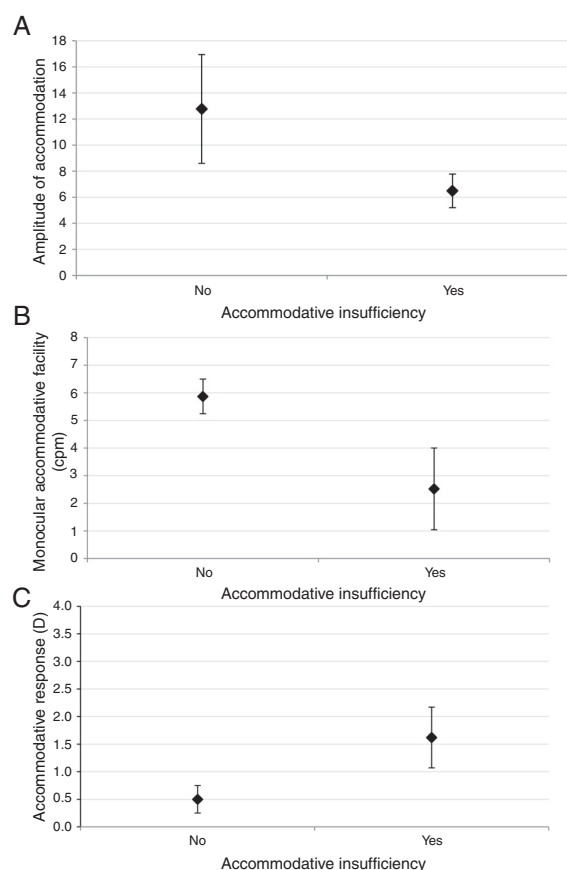 A
Amplitude of accommodation
18
16
14
12
10
8
6
4
2
0
No Yes
Accommodative insufficiency
B
Monocular accommodative facility
(cpm)
8
7
6
5
4
3
2
1
0
No Yes
Accommodative insufficiency
C
Accommodative response (D)
4.0
3.5
3.0
2.5
2.0
1.5
1.0
0.5
0.0
No Yes
Accommodative insufficiency